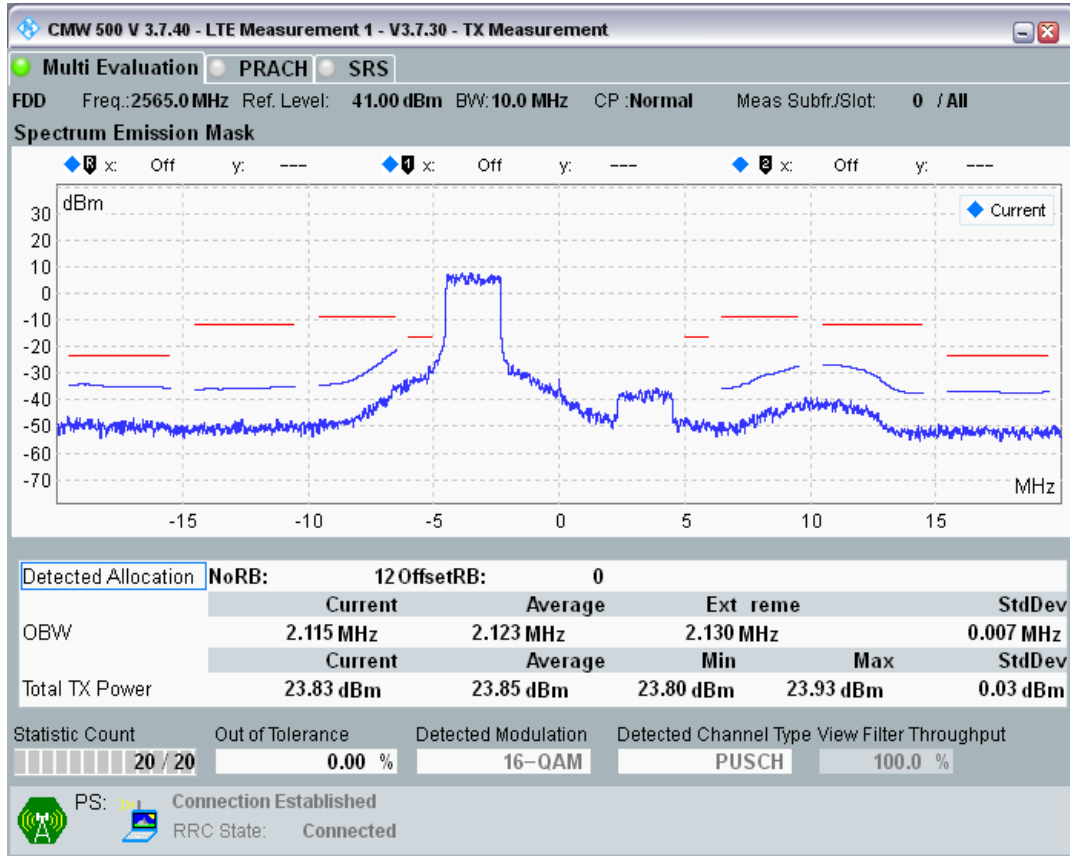 CMW 500 V 3.7.40 - LTE Measurement 1 - V3.7.30 - TX Measurement
Multi Evaluation PRACH SRS
FDD Freq.:2565.0 MHz Ref. Level: 41.00 dBm BW:10.0 MHz CP :Normal Meas Subfr./Slot: 0 / All
Spectrum Emission Mask
R x: Off y: --- 1 x: Off y: --- 2 x: Off y: ---
dBm
Current
30
20
10
0
-10
-20
-30
-40
-50
-60
-70
MHz
-15 -10 -5 0 5 10 15
Detected Allocation NoRB: 12 OffsetRB: 0
Current Average Ext reme StdDev
OBW 2.115 MHz 2.123 MHz 2.130 MHz 0.007 MHz
Current Average Min Max StdDev
Total TX Power 23.83 dBm 23.85 dBm 23.80 dBm 23.93 dBm 0.03 dBm
Statistic Count Out of Tolerance Detected Modulation Detected Channel Type View Filter Throughput
20 / 20 0.00 % 16-QAM PUSCH 100.0 %
PS: Connection Established
RRC State: Connected